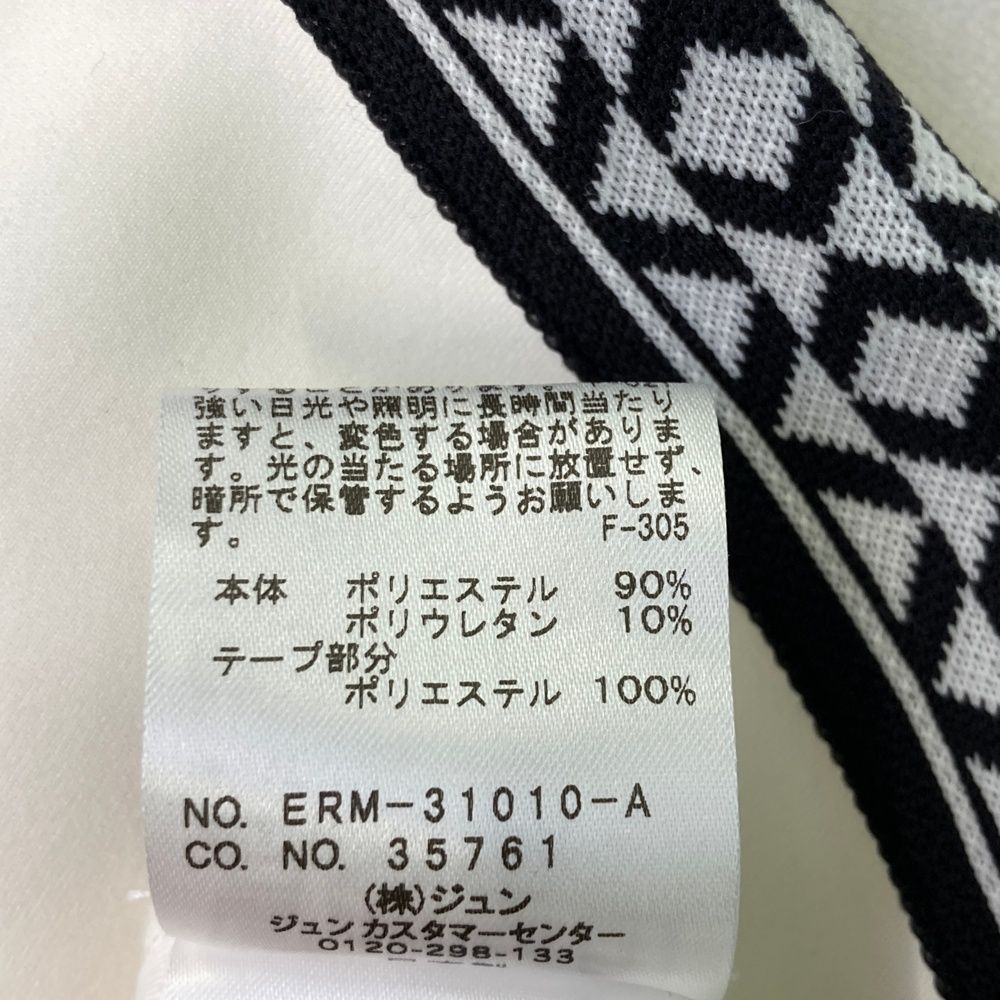 強い日光や照明に長時間当たり
ますと、変色する場合がありま
す。光の当たる場所に放置せず、
暗所で保管するようお願いしま
す。 F-305
本体 ポリエステル 90%
ポリウレタン 10%
テープ部分
ポリエステル 100%
NO. ERM-31010-A
CO. NO. 35761
(株)ジュン
ジュン カスタマーセンター
0120-298-133